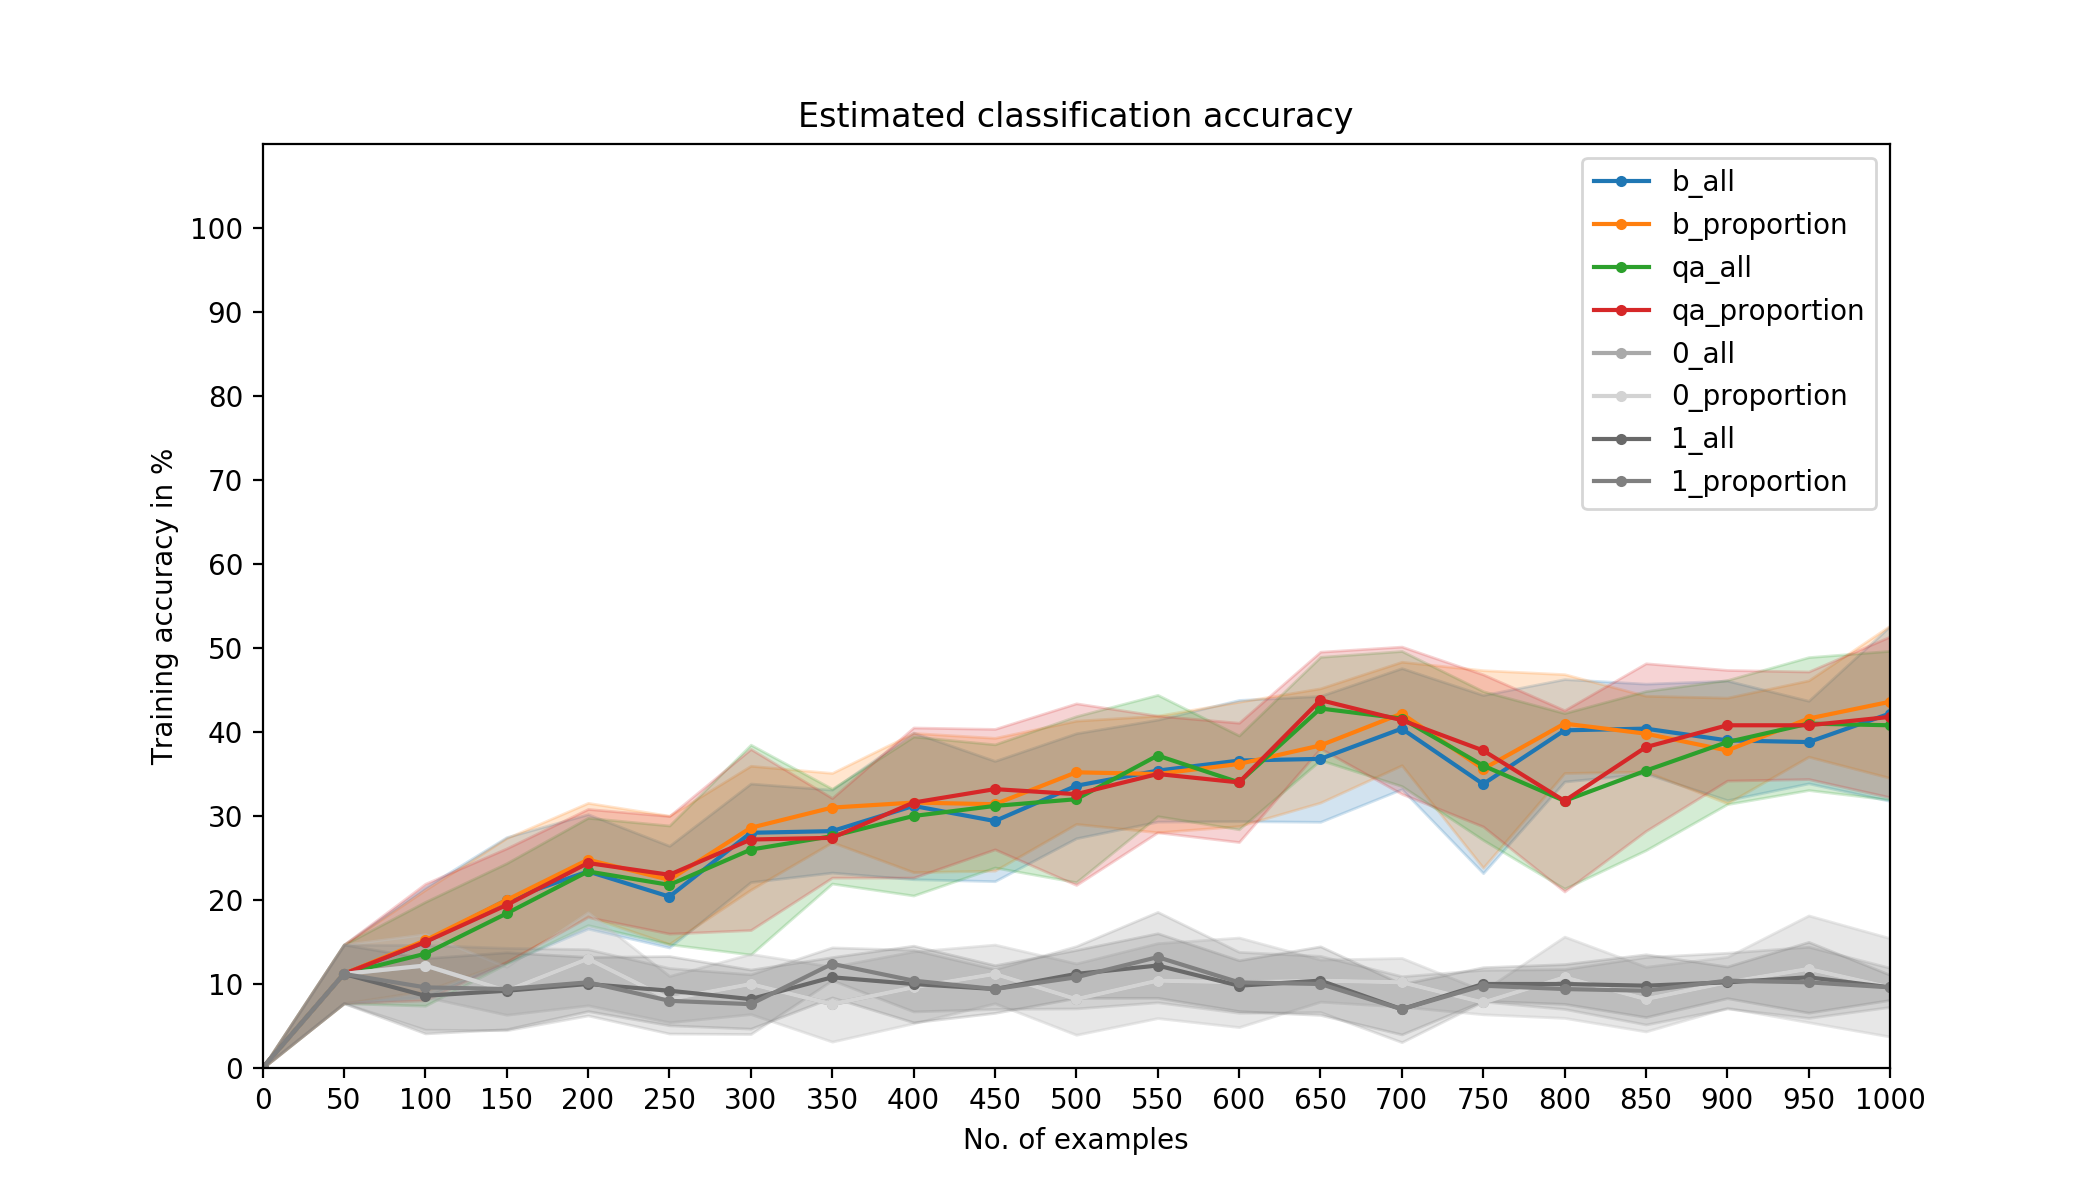 Estimated classification accuracy
b_all
b_proportion
qa_all
qa_proportion
0_all
0_proportion
1_all
1_proportion
Training accuracy in %
100
90
80
70
60
50
40
30
20
10
0
0 50 100 150 200 250 300 350 400 450 500 550 600 650 700 750 800 850 900 950 1000
No. of examples